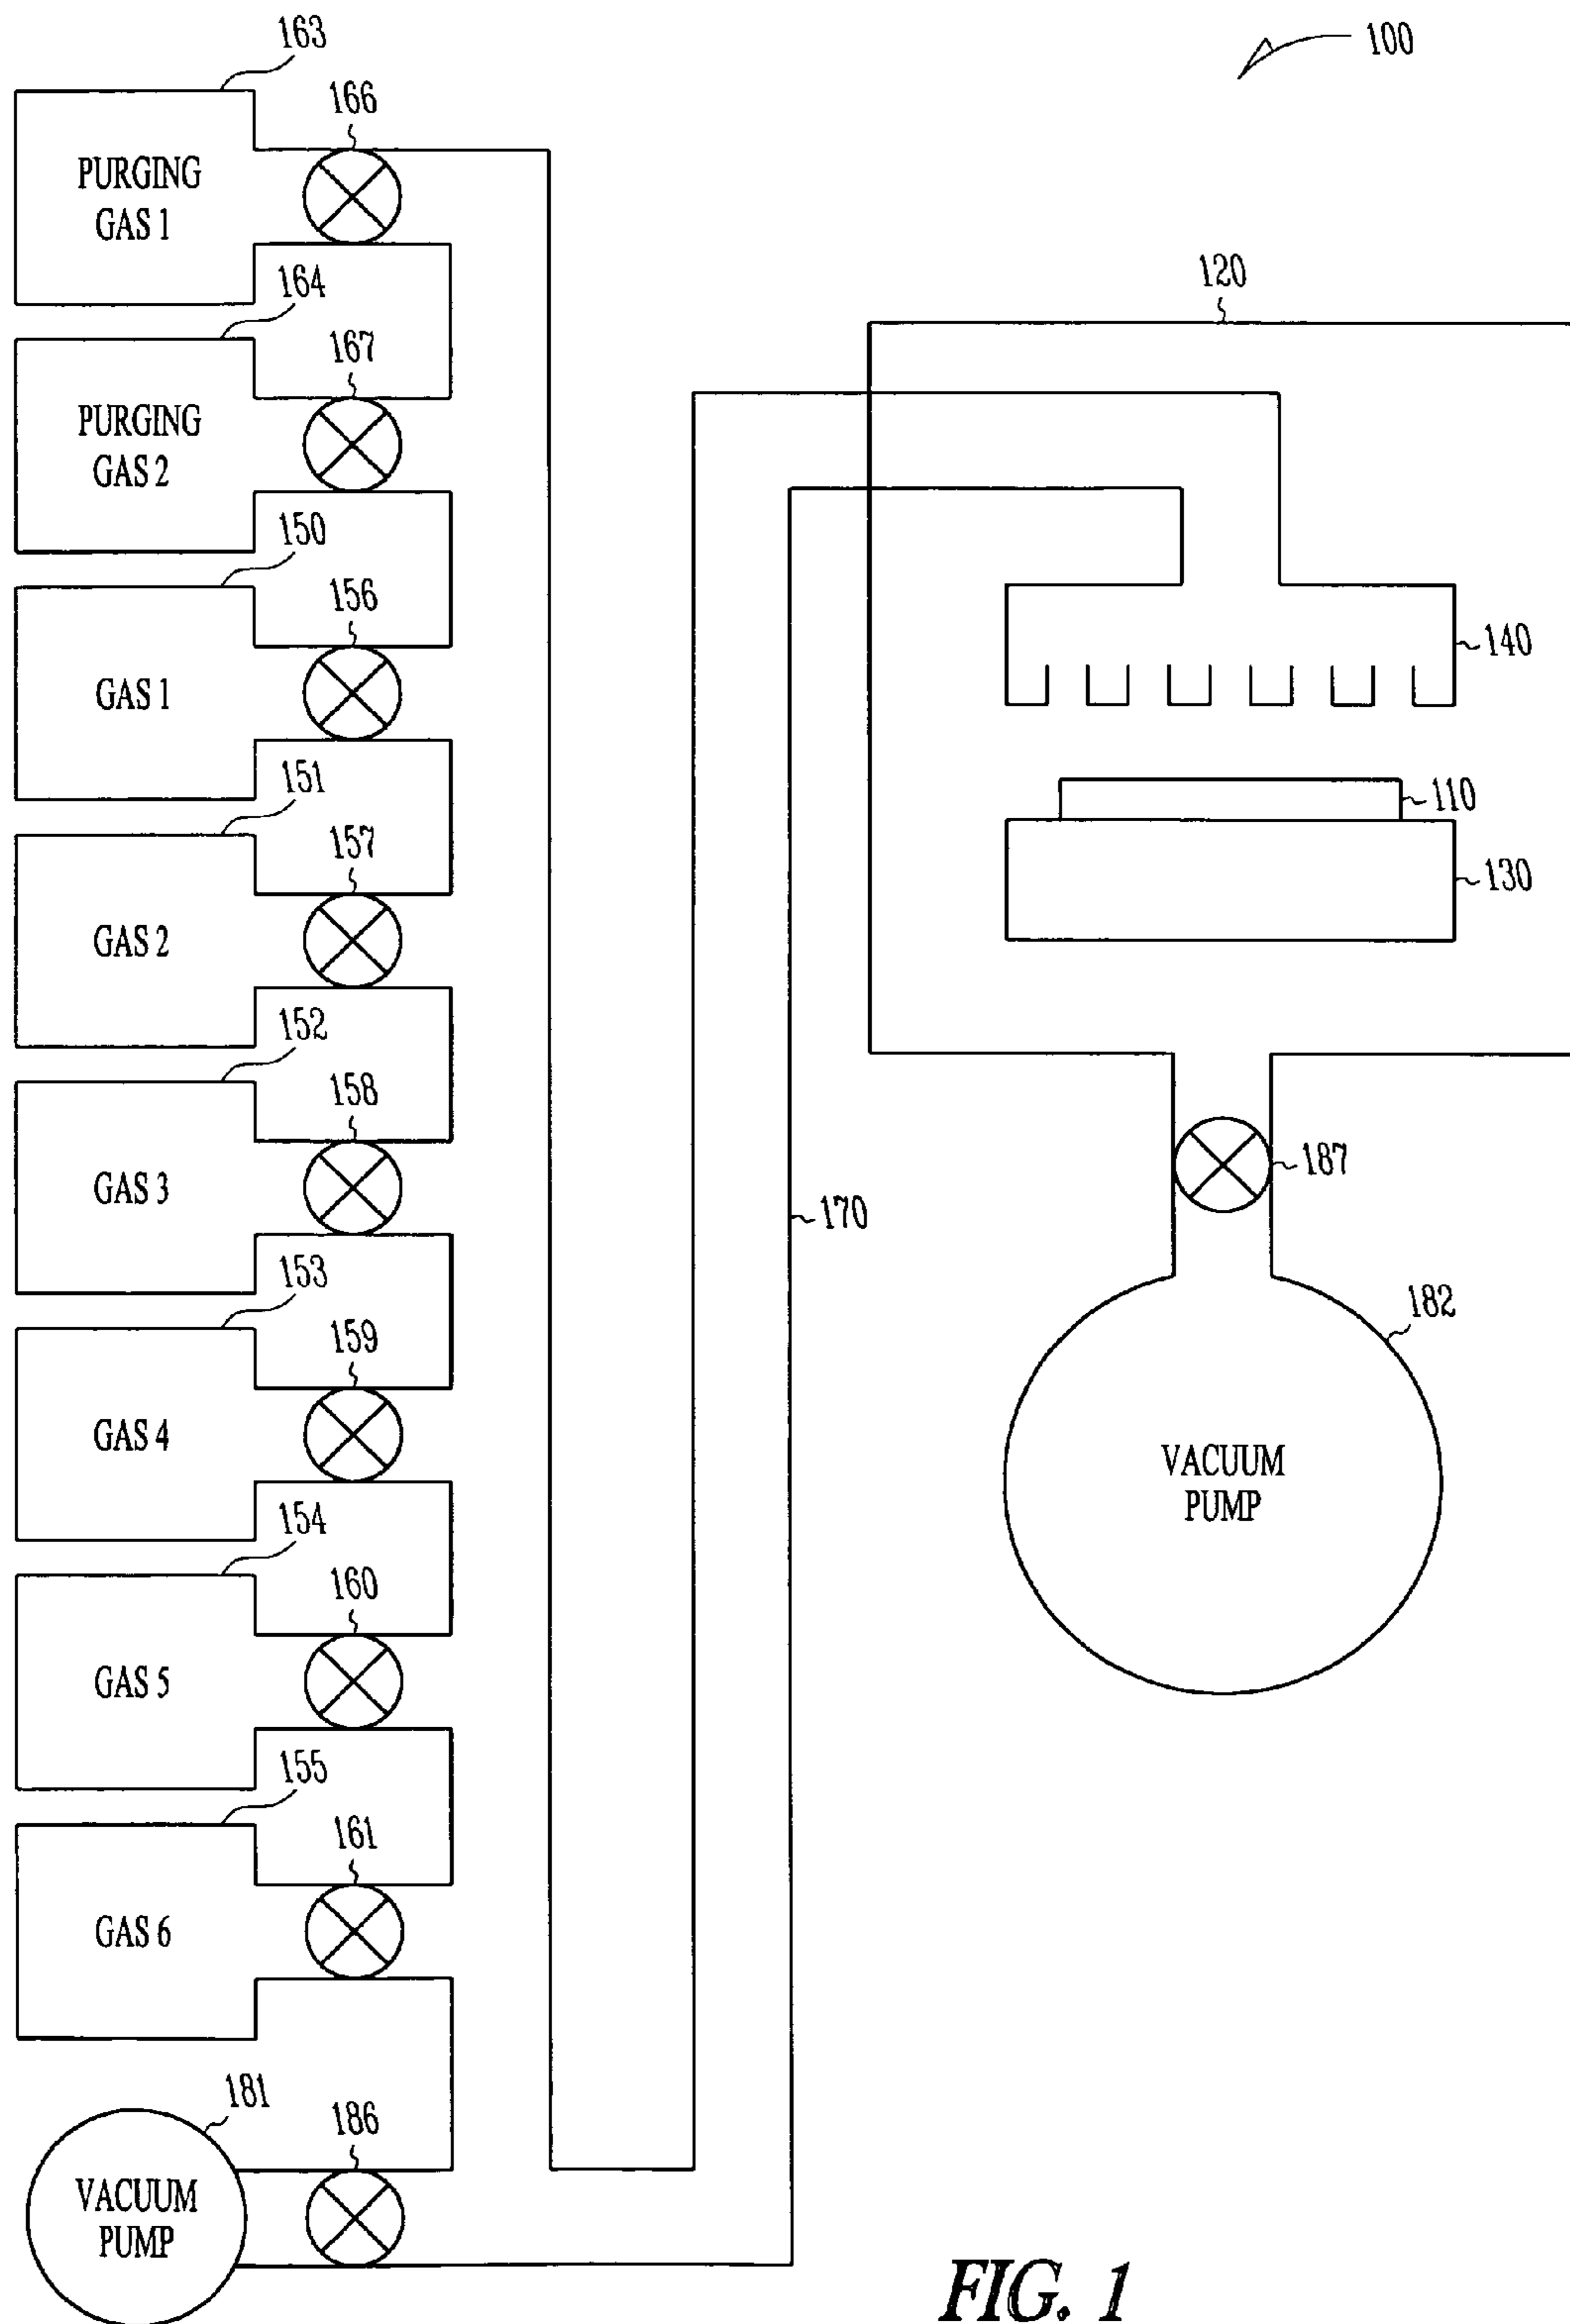 100
163
166
PURGING
GAS 1
164
167
PURGING
GAS 2
120
150
156
GAS 1
140
151
157
GAS 2
110
130
152
158
GAS 3
187
170
153
159
GAS 4
182
VACUUM
PUMP
154
160
GAS 5
155
161
GAS 6
181
186
VACUUM
PUMP
FIG. 1